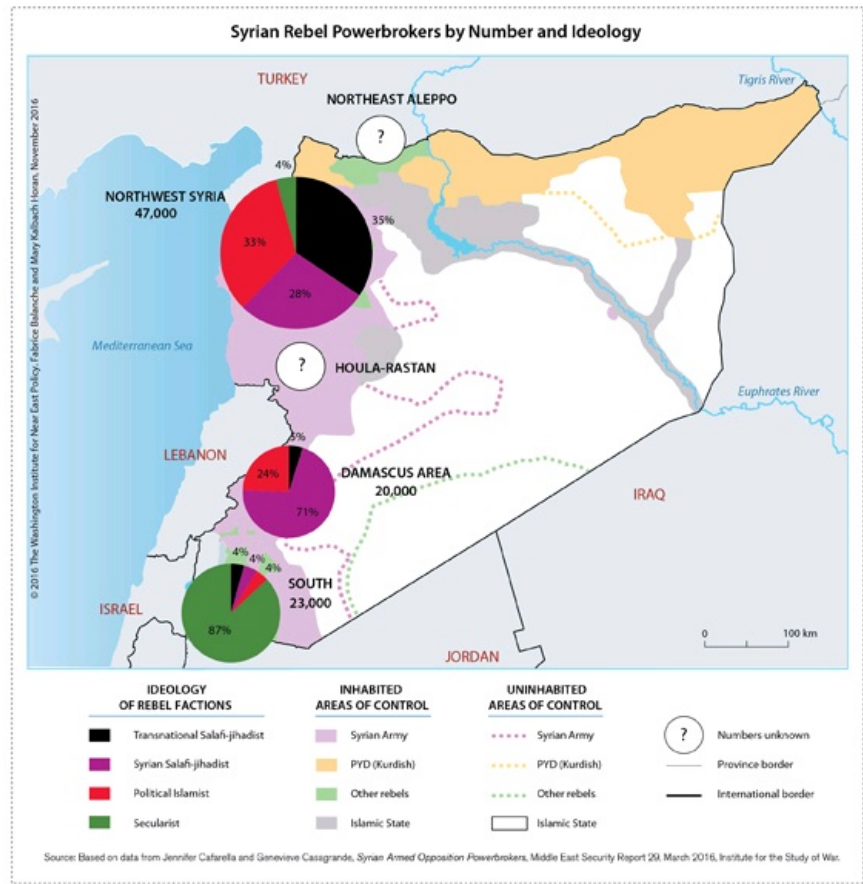 Syrian Rebel Powerbrokers by Number and Ideology
© 2016 The Washington Institute for Near East Policy. Fabrice Balanche and Mary Kalbach Horan, November 2016
TURKEY
Tigris River
NORTHEAST ALEPPO
?
4%
NORTHWEST SYRIA
47,000
35%
33%
28%
Mediterranean Sea
?
HOULA-RASTAN
Euphrates River
5%
LEBANON
24%
DAMASCUS AREA
20,000
71%
IRAQ
4%
4%
4%
SOUTH
23,000
ISRAEL
87%
JORDAN
0 100 km
IDEOLOGY
OF REBEL FACTIONS
Transnational Salafi-jihadist
Syrian Salafi-jihadist
Political Islamist
Secularist
INHABITED
AREAS OF CONTROL
Syrian Army
PYD (Kurdish)
Other rebels
Islamic State
UNINHABITED
AREAS OF CONTROL
Syrian Army
PYD (Kurdish)
Other rebels
Islamic State
? Numbers unknown
Province border
International border
Source: Based on data from Jennifer Cafarella and Genevieve Casagrande, Syrian Armed Opposition Powerbrokers, Middle East Security Report 29, March 2016, Institute for the Study of War.